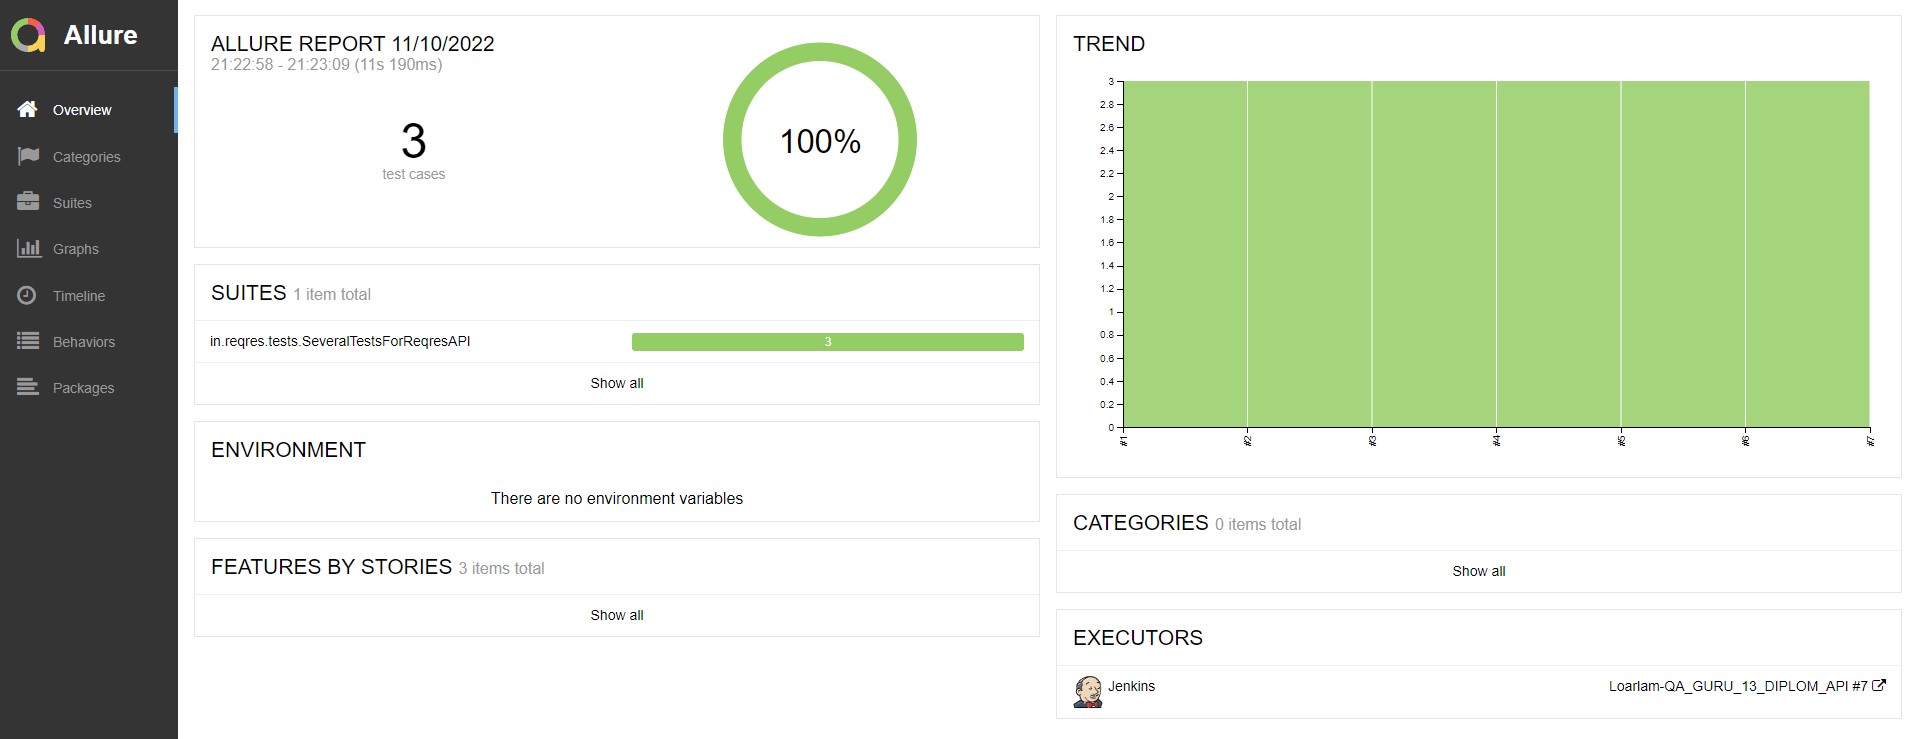 Allure
Overview
Categories
Suites
Graphs
Timeline
Behaviors
Packages
ALLURE REPORT 11/10/2022
21:22:58 - 21:23:09 (11s 190ms)
3
test cases
100%
SUITES 1 item total
in.reqres.tests.SeveralTestsForReqresAPI 3
Show all
ENVIRONMENT
There are no environment variables
FEATURES BY STORIES 3 items total
Show all
TREND
3
2.8
2.6
2.4
2.2
2
1.8
1.6
1.4
1.2
1
0.8
0.6
0.4
0.2
0
#1 #2 #3 #4 #5 #6 #7
CATEGORIES 0 items total
Show all
EXECUTORS
Jenkins Loarlam-QA_GURU_13_DIPLOM_API #7